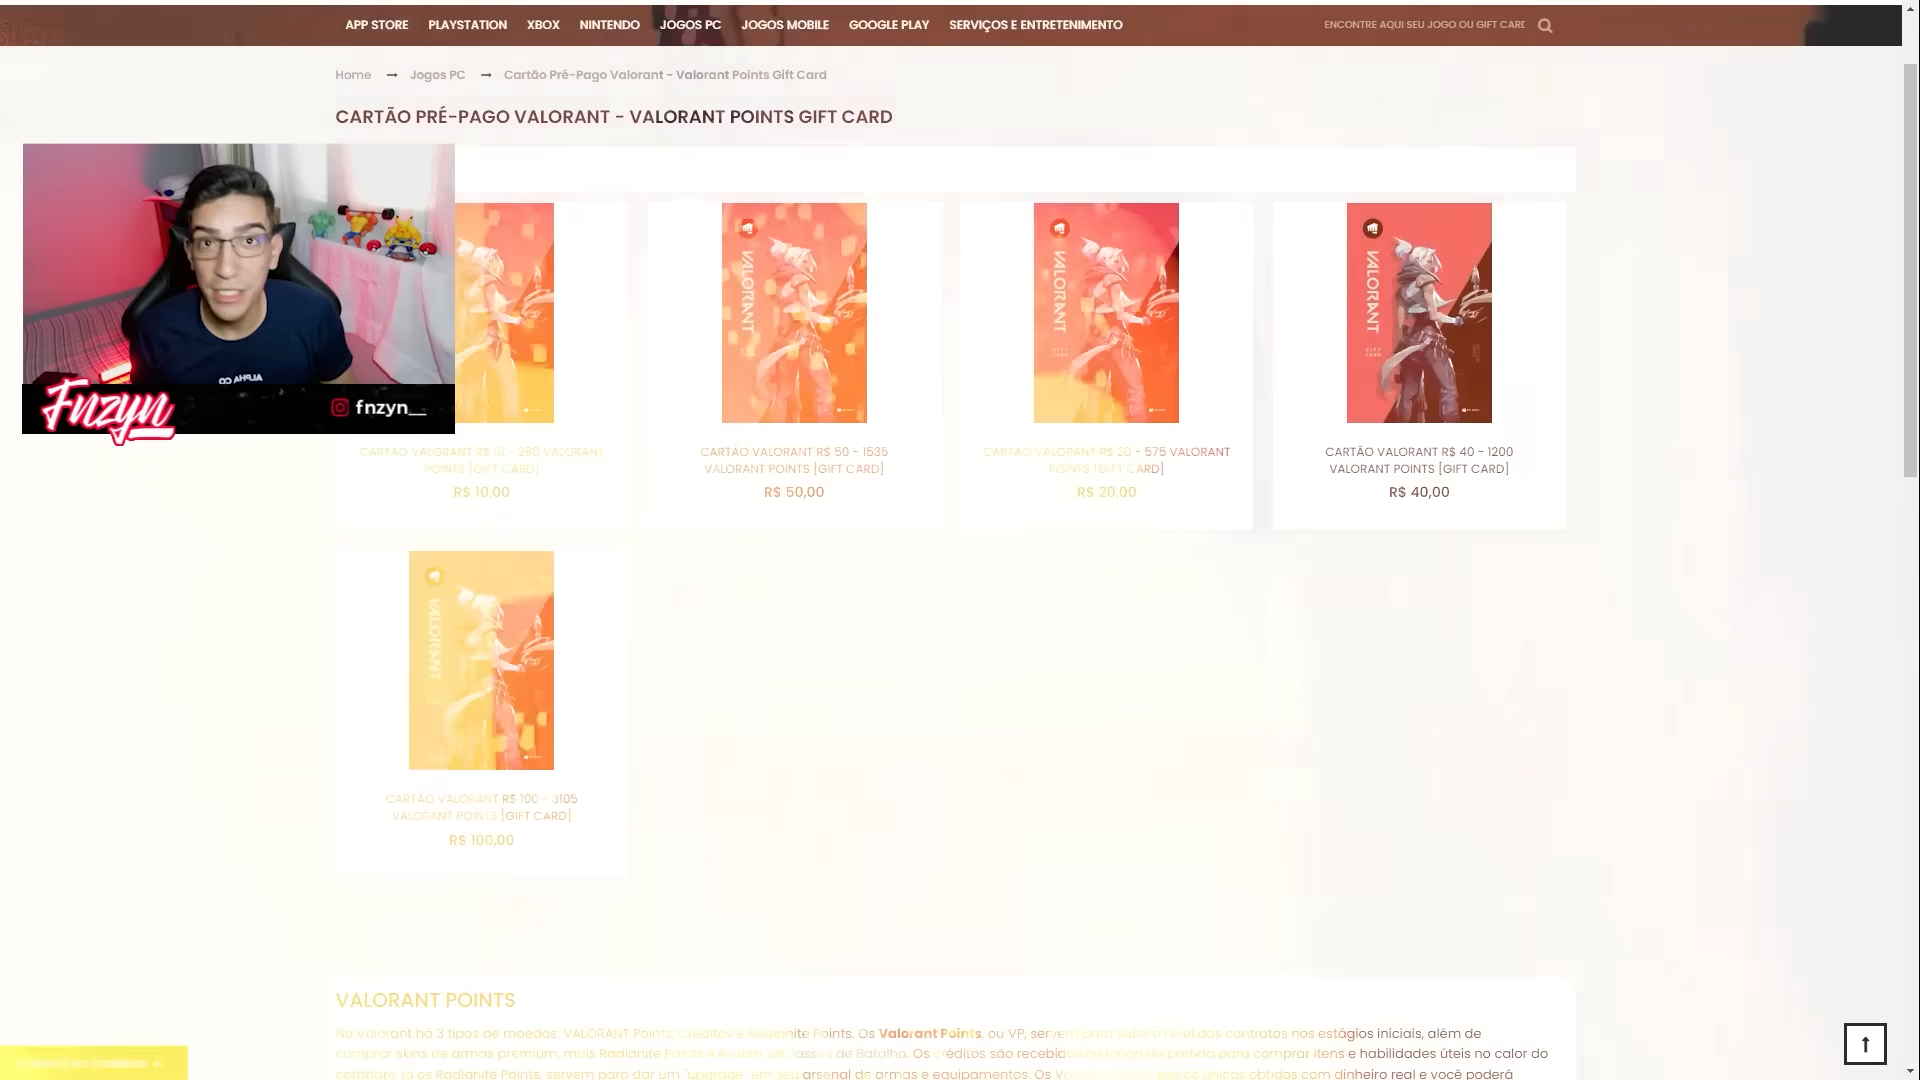 APP STORE PLAYSTATION XBOX NINTENDO JOGOS PC JOGOS MOBILE GOOGLE PLAY SERVIÇOS E ENTRETENIMENTO ENCONTRE AQUI SEU JOGO OU GIFT CARD
Home → Jogos PC → Cartão Pré-Pago Valorant - Valorant Points Gift Card
CARTÃO PRÉ-PAGO VALORANT - VALORANT POINTS GIFT CARD
ALPHA CO
Fnzyn
fnzyn__
VALORANT
VALORANT
GIFT
CARD
VALORANT
GIFT
CARD
CARTÃO VALORANT R$ 10 - 280 VALORANT
POINTS [GIFT CARD]
R$ 10,00
CARTÃO VALORANT R$ 50 - 1535
VALORANT POINTS [GIFT CARD]
R$ 50,00
CARTÃO VALORANT R$ 20 - 575 VALORANT
POINTS [GIFT CARD]
R$ 20,00
CARTÃO VALORANT R$ 40 - 1200
VALORANT POINTS [GIFT CARD]
R$ 40,00
VALORANT
CARTÃO VALORANT R$ 100 - 3105
VALORANT POINTS [GIFT CARD]
R$ 100,00
VALORANT POINTS
No Valorant há 3 tipos de moedas: VALORANT Points, Créditos e Radianite Points. Os Valorant Points, ou VP, servem para subir o nível dos contratos nos estágios iniciais, além de
comprar skins de armas premium, mais Radianite Points e de Batalha. Os créditos são recebidos ao longo da partida para comprar itens e habilidades úteis no calor do
combate. Já os Radianite Points, servem para dar um "upgrade" em seu arsenal de armas e equipamentos. Os únicos obtidos com dinheiro real e você poderá